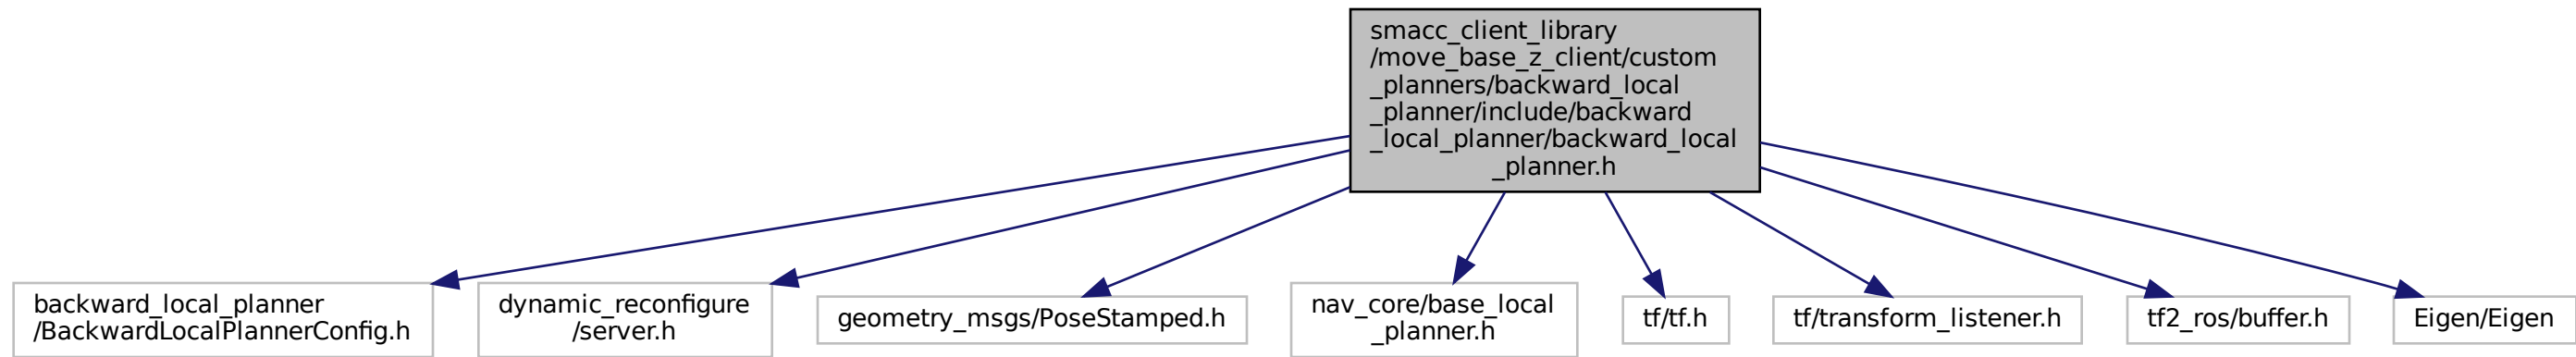 smacc_client_library
/move_base_z_client/custom
_planners/backward_local
_planner/include/backward
_local_planner/backward_local
_planner.h
backward_local_planner
/BackwardLocalPlannerConfig.h
dynamic_reconfigure
/server.h
geometry_msgs/PoseStamped.h
nav_core/base_local
_planner.h
tf/tf.h
tf/transform_listener.h
tf2_ros/buffer.h
Eigen/Eigen